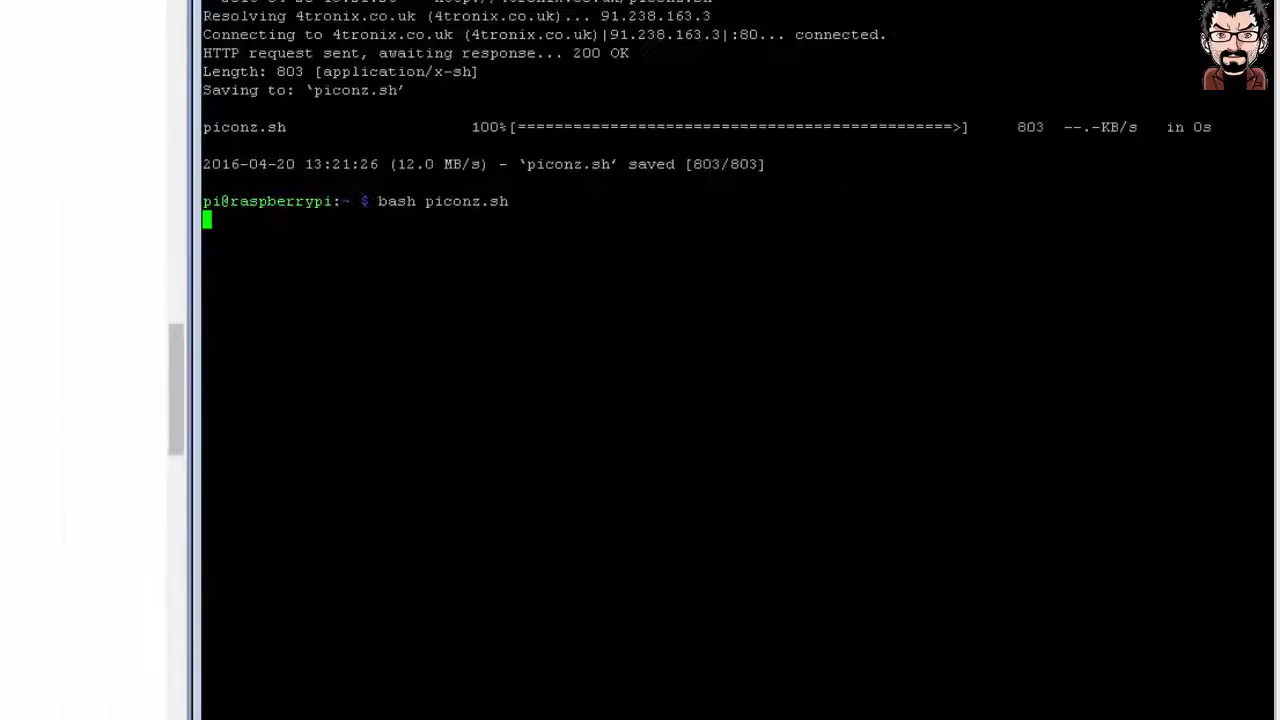 Resolving 4tronix.co.uk (4tronix.co.uk)... 91.238.163.3
Connecting to 4tronix.co.uk (4tronix.co.uk)|91.238.163.3|:80... connected.
HTTP request sent, awaiting response... 200 OK
Length: 803 [application/x-sh]
Saving to: ‘piconz.sh’
piconz.sh 100%[===============================================>] 803 --.-KB/s in 0s
2016-04-20 13:21:26 (12.0 MB/s) - ‘piconz.sh’ saved [803/803]
pi@raspberrypi:~ $ bash piconz.sh